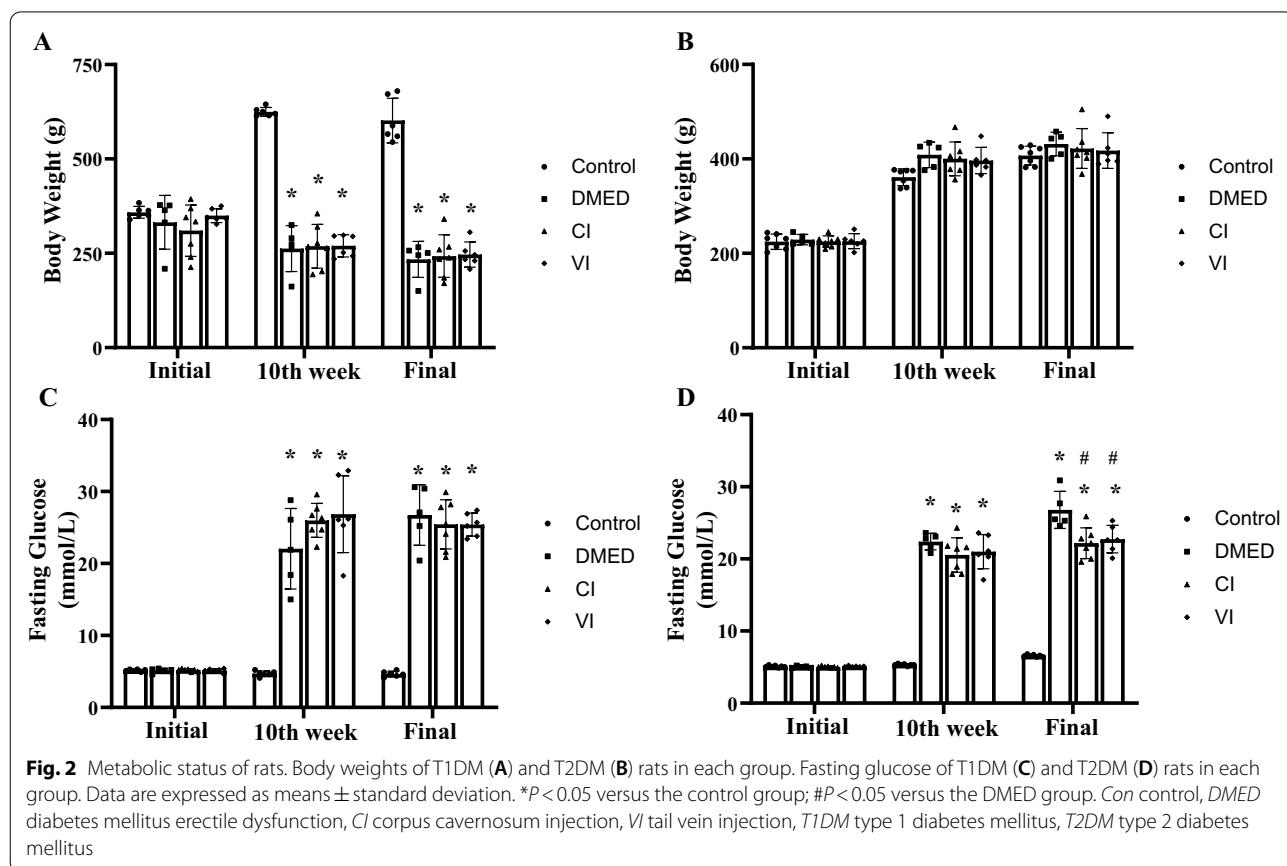 A
750
500
250
0
Body Weight (g)
* * *
* * *
Initial
10th week
Final
Control
DMED
CI
VI
B
600
400
200
0
Body Weight (g)
Initial
10th week
Final
Control
DMED
CI
VI
C
40
30
20
10
0
Fasting Glucose
(mmol/L)
* * *
* * *
Initial
10th week
Final
Control
DMED
CI
VI
D
40
30
20
10
0
Fasting Glucose
(mmol/L)
* * *
* # #
* *
Initial
10th week
Final
Control
DMED
CI
VI
Fig. 2 Metabolic status of rats. Body weights of T1DM (A) and T2DM (B) rats in each group. Fasting glucose of T1DM (C) and T2DM (D) rats in each
group. Data are expressed as means ± standard deviation. *P < 0.05 versus the control group; #P < 0.05 versus the DMED group. Con control, DMED
diabetes mellitus erectile dysfunction, CI corpus cavernosum injection, VI tail vein injection, T1DM type 1 diabetes mellitus, T2DM type 2 diabetes
mellitus